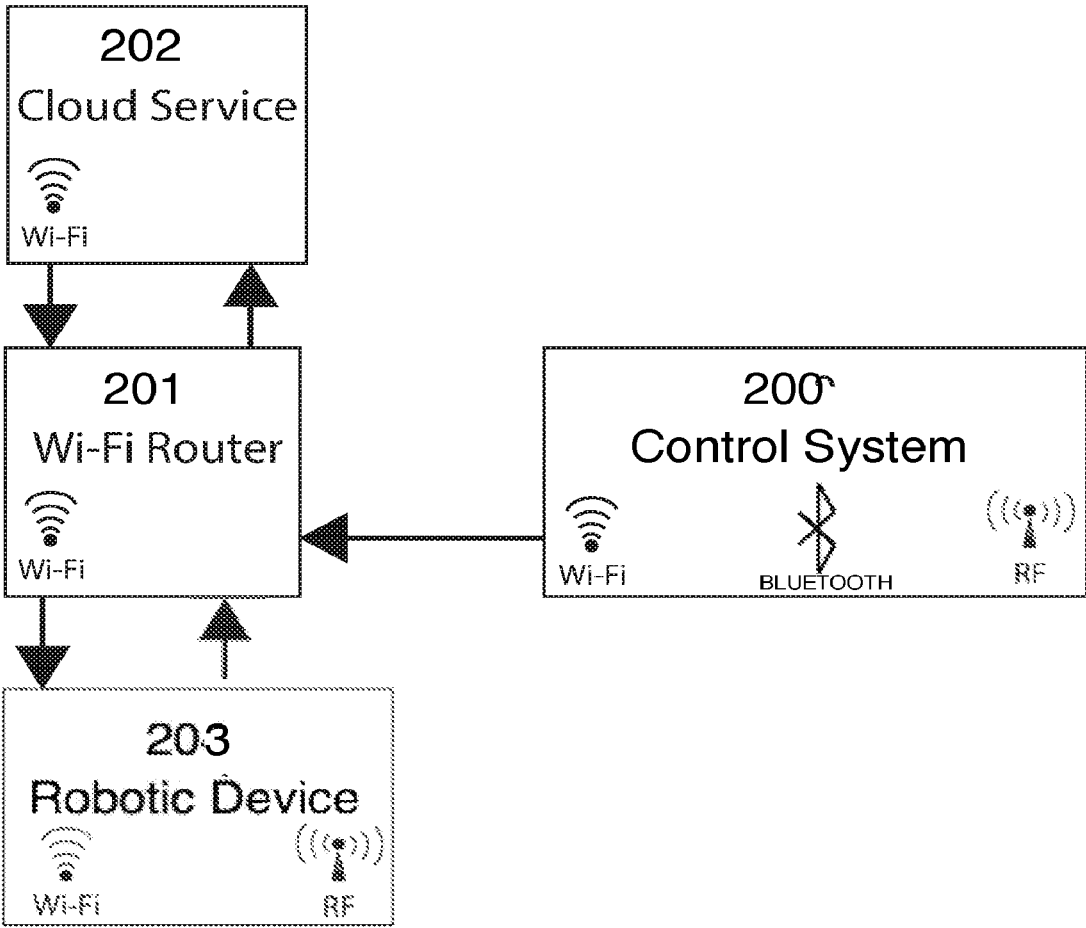 202
Cloud Service
Wi-Fi
201
Wi-Fi Router
Wi-Fi
200
Control System
Wi-Fi
BLUETOOTH
RF
203
Robotic Device
Wi-Fi
RF